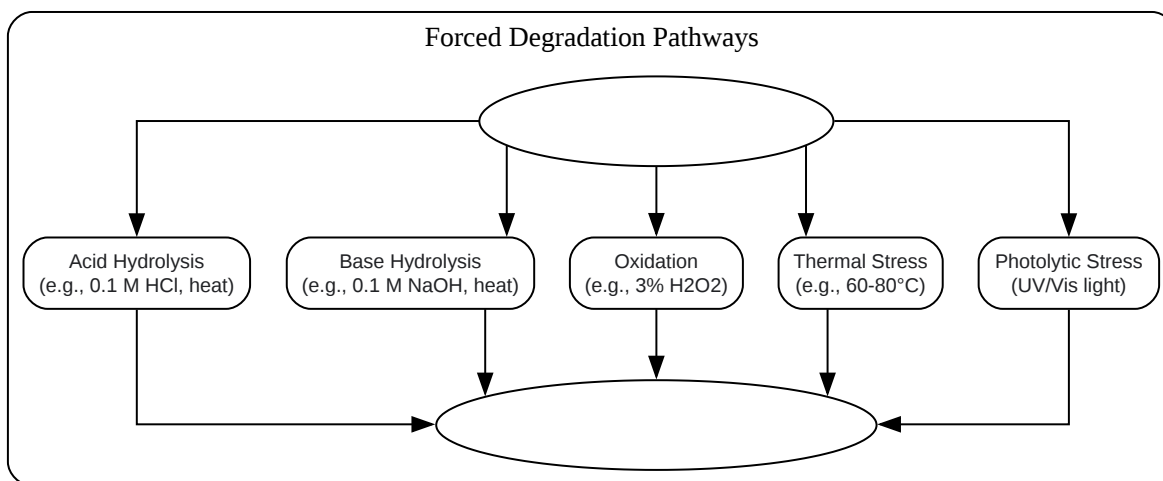 Forced Degradation Pathways
Acid Hydrolysis
(e.g., 0.1 M HCl, heat)
Base Hydrolysis
(e.g., 0.1 M NaOH, heat)
Oxidation
(e.g., 3% H2O2)
Thermal Stress
(e.g., 60-80°C)
Photolytic Stress
(UV/Vis light)